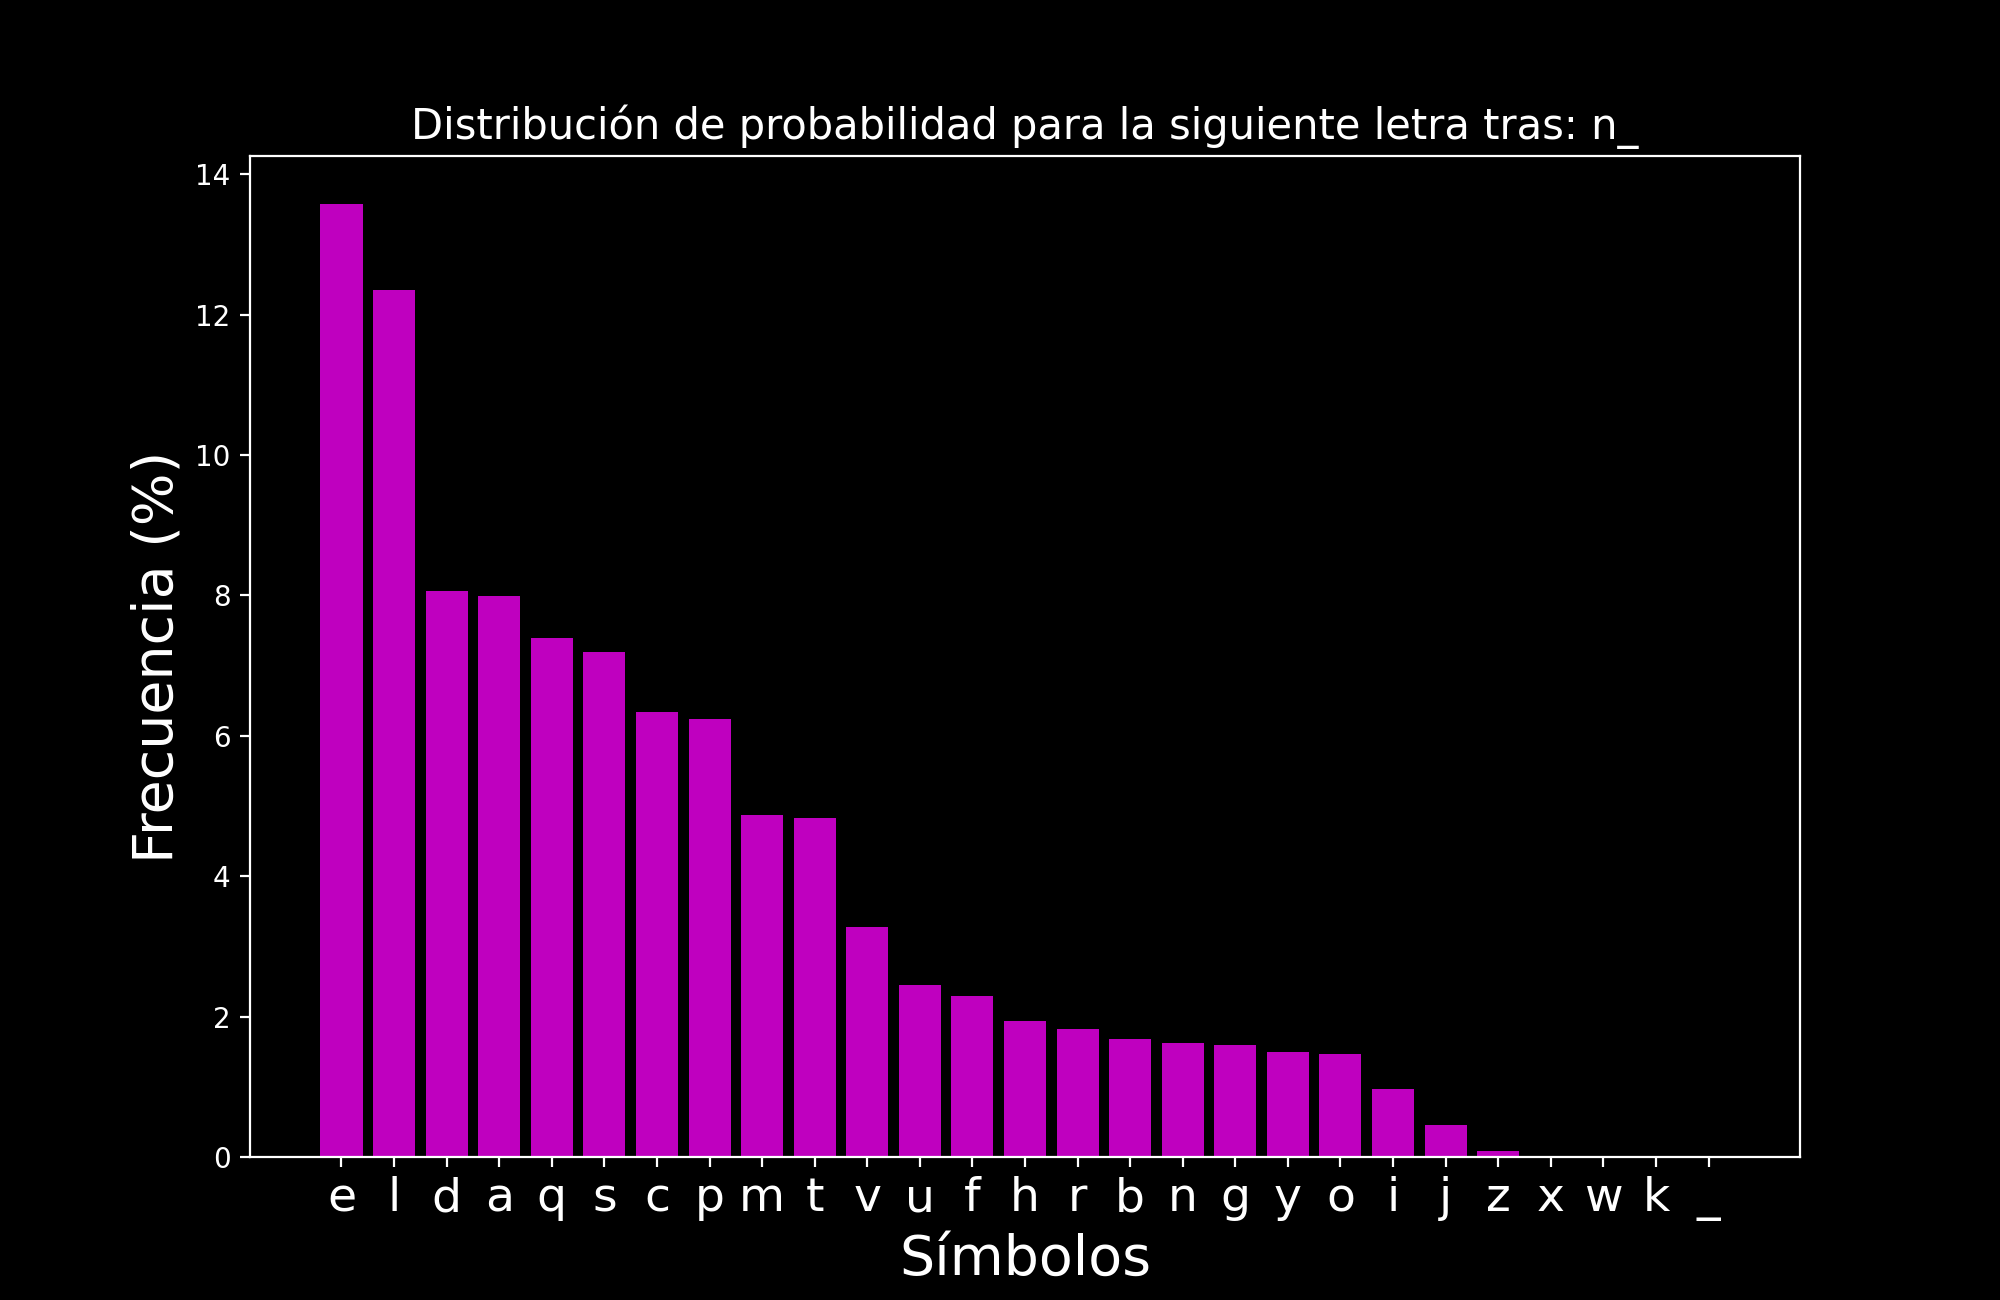 Distribución de probabilidad para la siguiente letra tras: n_
14
12
10
8
6
4
2
0
Frecuencia (%)
e l d a q s c p m t v u f h r b n g y o i j z x w k _
Símbolos